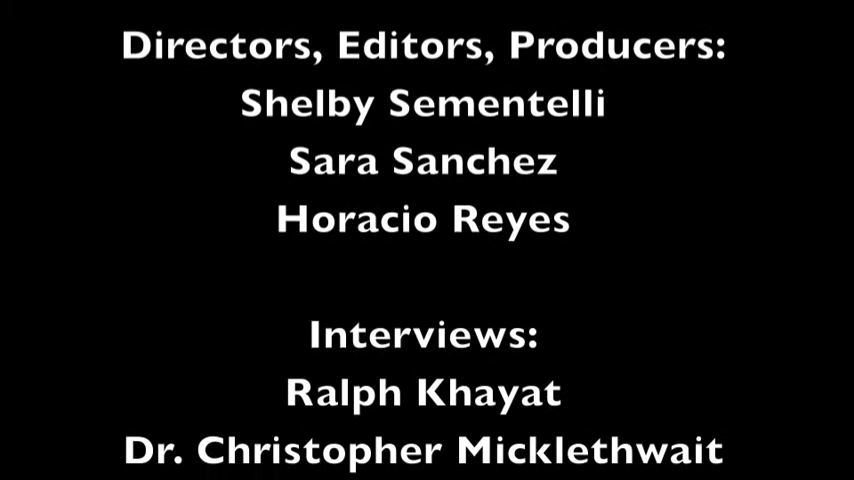 Directors, Editors, Producers:
Shelby Sementelli
Sara Sanchez
Horacio Reyes
Interviews:
Ralph Khayat
Dr. Christopher Micklethwait